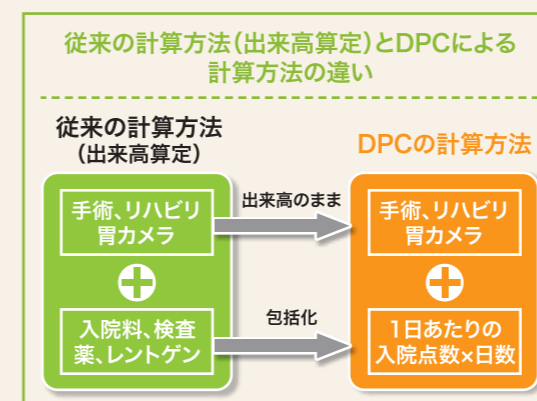 従来の計算方法(出来高算定)とDPCによる
計算方法の違い
従来の計算方法
(出来高算定)
DPCの計算方法
手術、リハビリ
胃カメラ
出来高のまま
手術、リハビリ
胃カメラ
入院料、検査
薬、レントゲン
包括化
1日あたりの
入院点数×日数